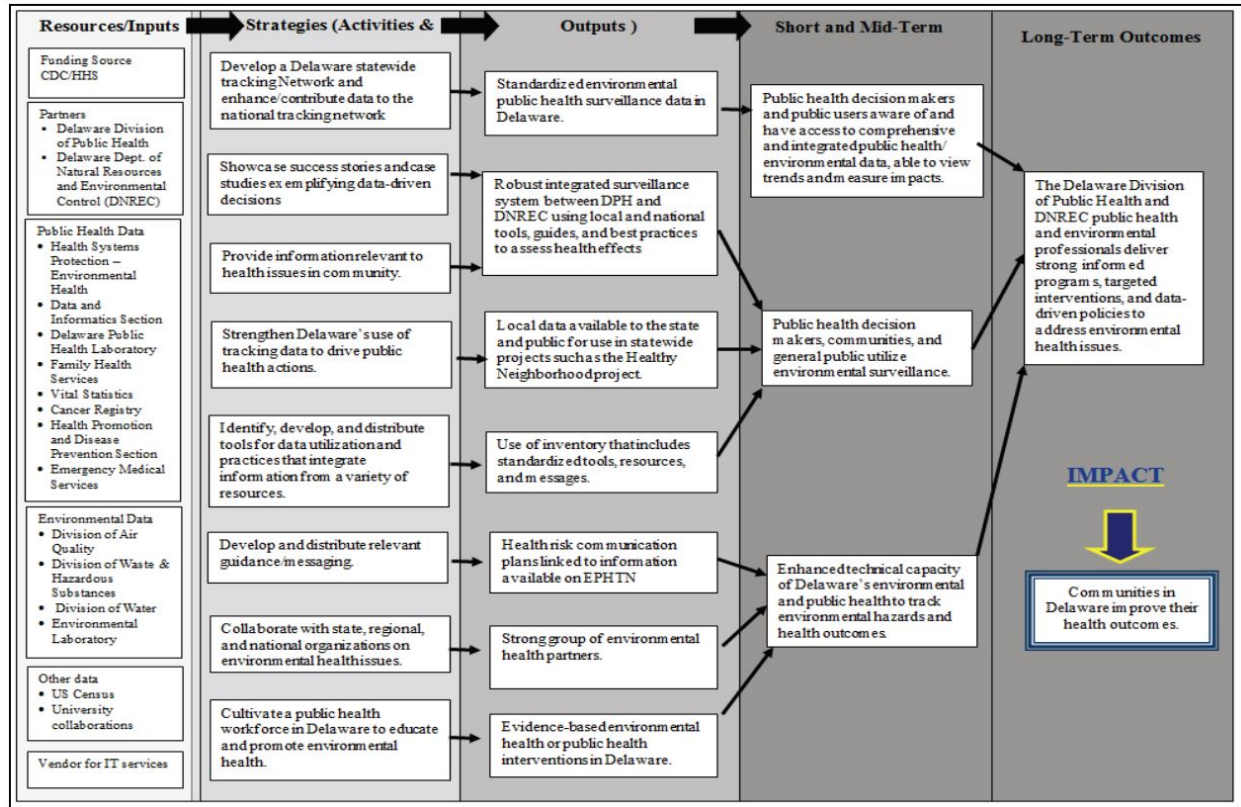 Resources/Inputs
Strategies (Activities &
Outputs )
Short and Mid-Term
Long-Term Outcomes
Funding Source
CDC/HHS
Partners
• Delaware Division
of Public Health
• Delaware Dept. of
Natural Resources
and Environmental
Control (DNREC)
Public Health Data
• Health Systems
Protection –
Environmental
Health
• Data and
Informatics Section
• Delaware Public
Health Laboratory
• Family Health
Services
• Vital Statistics
• Cancer Registry
• Health Promotion
and Disease
Prevention Section
• Emergency Medical
Services
Environmental Data
• Division of Air
Quality
• Division of Waste &
Hazardous
Substances
• Division of Water
• Environmental
Laboratory
Other data
• US Census
• University
collaborations
Vendor for IT services
Develop a Delaware statewide
tracking Network and
enhance/contribute data to the
national tracking network
Showcase success stories and case
studies exemplifying data-driven
decisions
Provide information relevant to
health issues in community.
Strengthen Delaware's use of
tracking data to drive public
health actions.
Identify, develop, and distribute
tools for data utilization and
practices that integrate
information from a variety of
resources.
Develop and distribute relevant
guidance/messaging.
Collaborate with state, regional,
and national organizations on
environmental health issues.
Cultivate a public health
workforce in Delaware to educate
and promote environmental
health.
Standardized environmental
public health surveillance data in
Delaware.
Robust integrated surveillance
system between DPH and
DNREC using local and national
tools, guides, and best practices
to assess health effects
Local data available to the state
and public for use in statewide
projects such as the Healthy
Neighborhood project.
Use of inventory that includes
standardized tools, resources,
and messages.
Health risk communication
plans linked to information
available on EPHTN
Strong group of environmental
health partners.
Evidence-based environmental
health or public health
interventions in Delaware.
Public health decision makers
and public users aware of and
have access to comprehensive
and integrated public health/
environmental data, able to view
trends and measure impacts.
Public health decision
makers, communities, and
general public utilize
environmental surveillance.
Enhanced technical capacity
of Delaware's environmental
and public health to track
environmental hazards and
health outcomes.
The Delaware Division
of Public Health and
DNREC public health
and environmental
professionals deliver
strong informed
programs, targeted
interventions, and data-
driven policies to
address environmental
health issues.
IMPACT
Communities in
Delaware improve their
health outcomes.